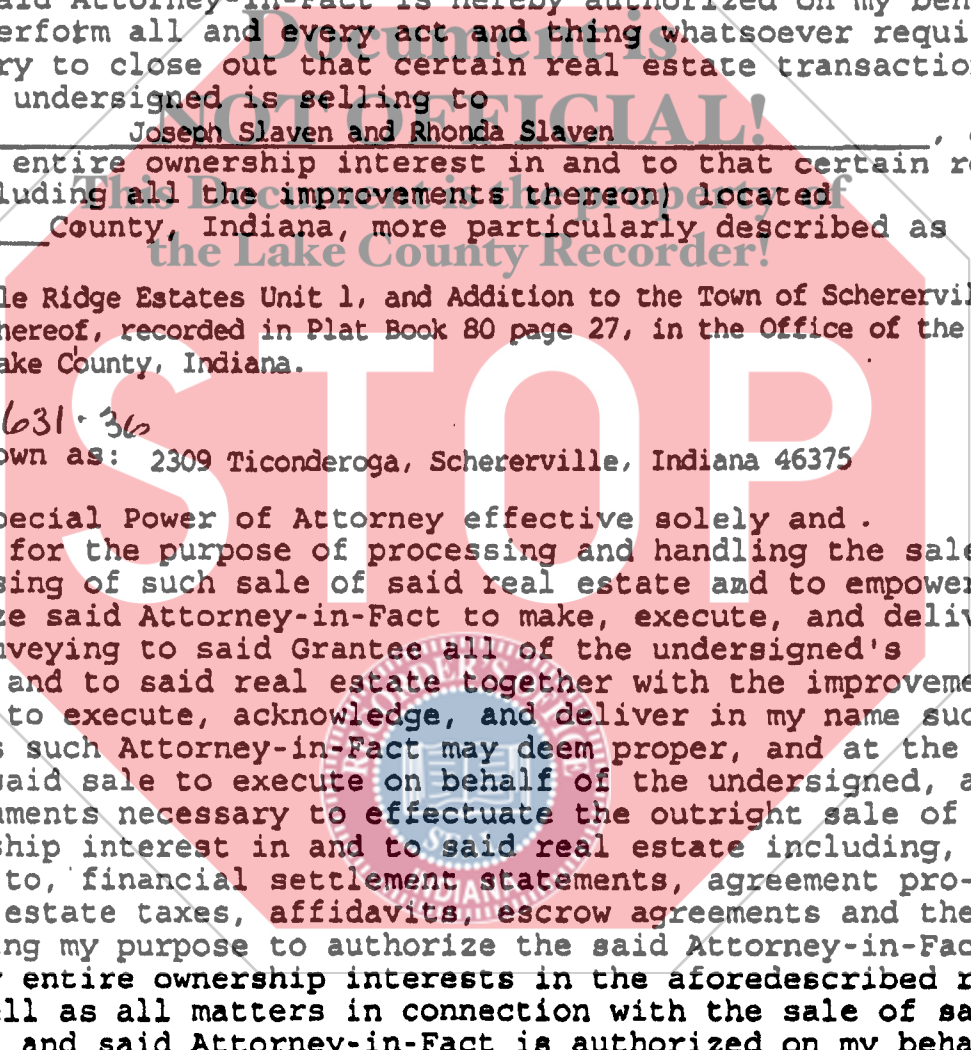 aid Attorney-in-Fact is hereby authorized on my beh
erform all and every act and thing whatsoever requi
ry to close out that certain real estate transactio
undersigned is selling to
Joseph Slaven and Rhonda Slaven,
entire ownership interest in and to that certain re
luding all the improvements thereon) located
County, Indiana, more particularly described as
le Ridge Estates Unit 1, and Addition to the Town of Scherervil
hereof, recorded in Plat Book 80 page 27, in the Office of the
ake County, Indiana.
631-36
own as: 2309 Ticonderoga, Schererville, Indiana 46375
pecial Power of Attorney effective solely and .
for the purpose of processing and handling the sale
sing of such sale of said real estate and to empower
ze said Attorney-in-Fact to make, execute, and deliv
veying to said Grantee all of the undersigned's
and to said real estate together with the improveme
to execute, acknowledge, and deliver in my name suc
s such Attorney-in-Fact may deem proper, and at the
said sale to execute on behalf of the undersigned, a
uments necessary to effectuate the outright sale of
ship interest in and to said real estate including,
to, financial settlement statements, agreement pro-
estate taxes, affidavits, escrow agreements and the
ng my purpose to authorize the said Attorney-in-Fac
y entire ownership interests in the aforedescribed r
ell as all matters in connection with the sale of sa
and said Attorney-in-Fact is authorized on my beha
Document is
NOT OFFICIAL!
This Document is the property of
the Lake County Recorder!
STOP
RECORDER'S OFFICE
SEAL
INDIANA